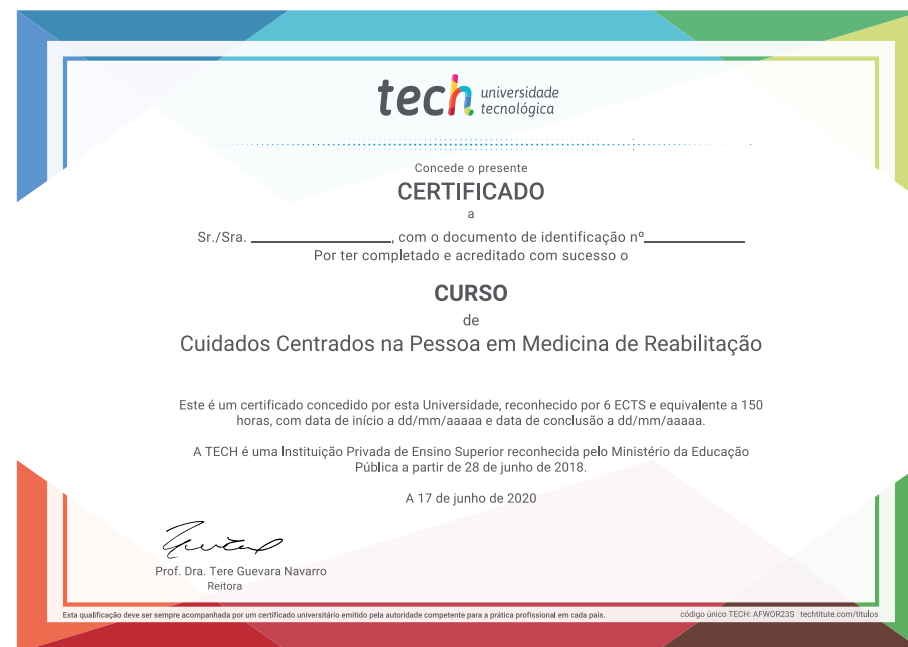 tech universidade
tecnológica
Concede o presente
CERTIFICADO
a
Sr./Sra. ____________________, com o documento de identificação nº______________
Por ter completado e acreditado com sucesso o
CURSO
de
Cuidados Centrados na Pessoa em Medicina de Reabilitação
Este é um certificado concedido por esta Universidade, reconhecido por 6 ECTS e equivalente a 150
horas, com data de início a dd/mm/aaaaa e data de conclusão a dd/mm/aaaaa.
A TECH é uma Instituição Privada de Ensino Superior reconhecida pelo Ministério da Educação
Pública a partir de 28 de junho de 2018.
A 17 de junho de 2020
Prof. Dra. Tere Guevara Navarro
Reitora
Esta qualificação deve ser sempre acompanhada por um certificado universitário emitido pela autoridade competente para a prática profissional em cada país. código único TECH: AFWOR23S techtitute.com/titulos